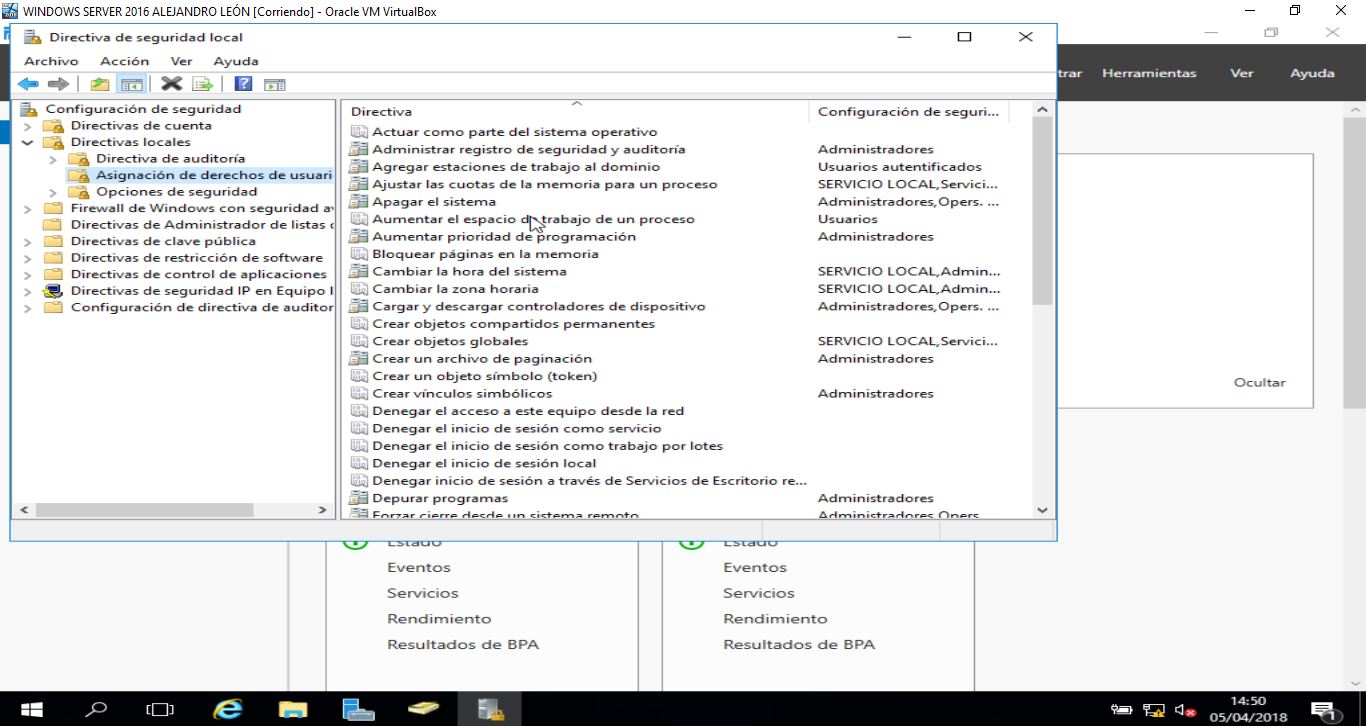 WINDOWS SERVER 2016 ALEJANDRO LEÓN [Corriendo] - Oracle VM VirtualBox
Directiva de seguridad local
Archivo Acción Ver Ayuda
trar Herramientas Ver Ayuda
Configuración de seguridad
Directivas de cuenta
Directivas locales
Directiva de auditoría
Asignación de derechos de usuari
Opciones de seguridad
Firewall de Windows con seguridad av
Directivas de Administrador de listas d
Directivas de clave pública
Directivas de restricción de software
Directivas de control de aplicaciones
Directivas de seguridad IP en Equipo l
Configuración de directiva de auditor
Directiva Configuración de seguri...
Actuar como parte del sistema operativo
Administrar registro de seguridad y auditoría Administradores
Agregar estaciones de trabajo al dominio Usuarios autentificados
Ajustar las cuotas de la memoria para un proceso SERVICIO LOCAL,Servici...
Apagar el sistema Administradores,Opers. ...
Aumentar el espacio de trabajo de un proceso Usuarios
Aumentar prioridad de programación Administradores
Bloquear páginas en la memoria
Cambiar la hora del sistema SERVICIO LOCAL,Admin...
Cambiar la zona horaria SERVICIO LOCAL,Admin...
Cargar y descargar controladores de dispositivo Administradores,Opers. ...
Crear objetos compartidos permanentes
Crear objetos globales SERVICIO LOCAL,Servici...
Crear un archivo de paginación Administradores
Crear un objeto símbolo (token)
Crear vínculos simbólicos Administradores
Denegar el acceso a este equipo desde la red
Denegar el inicio de sesión como servicio
Denegar el inicio de sesión como trabajo por lotes
Denegar el inicio de sesión local
Denegar inicio de sesión a través de Servicios de Escritorio re...
Depurar programas Administradores
Forzar cierre desde un sistema remoto Administradores,Opers
Ocultar
Estado
Eventos
Servicios
Rendimiento
Resultados de BPA
Estado
Eventos
Servicios
Rendimiento
Resultados de BPA
14:50
05/04/2018
1